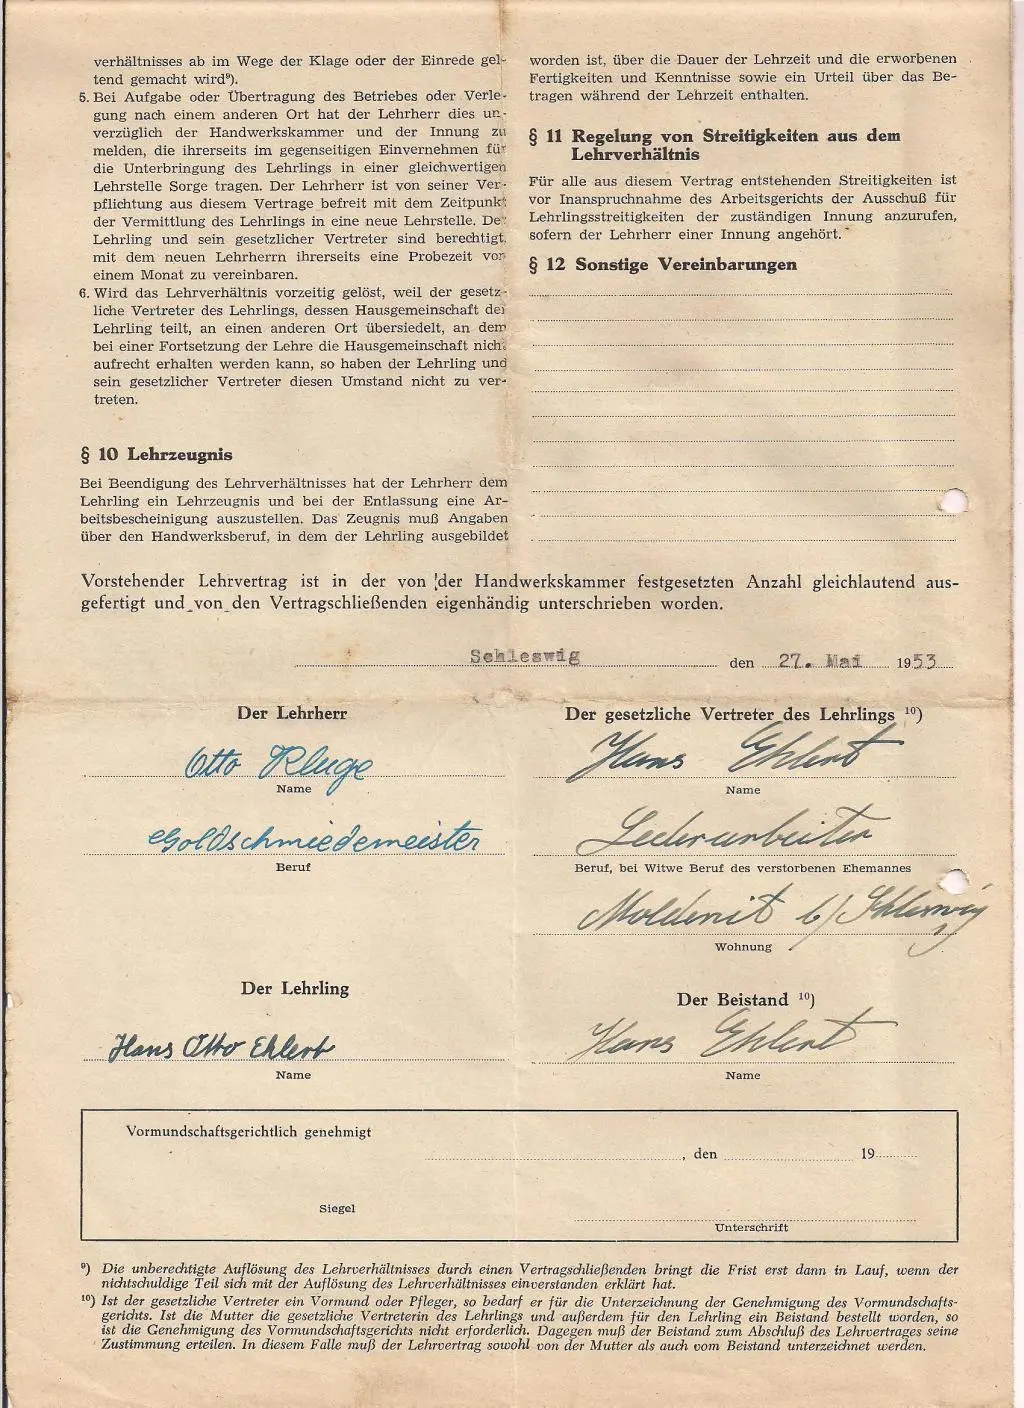 verhältnisses ab im Wege der Klage oder der Einrede gel-
tend gemacht wird⁹).
5. Bei Aufgabe oder Übertragung des Betriebes oder Verle-
gung nach einem anderen Ort hat der Lehrherr dies un-
verzüglich der Handwerkskammer und der Innung zu
melden, die ihrerseits im gegenseitigen Einvernehmen für
die Unterbringung des Lehrlings in einer gleichwertigen
Lehrstelle Sorge tragen. Der Lehrherr ist von seiner Ver-
pflichtung aus diesem Vertrage befreit mit dem Zeitpunkt
der Vermittlung des Lehrlings in eine neue Lehrstelle. Der
Lehrling und sein gesetzlicher Vertreter sind berechtigt,
mit dem neuen Lehrherrn ihrerseits eine Probezeit von
einem Monat zu vereinbaren.
6. Wird das Lehrverhältnis vorzeitig gelöst, weil der gesetz-
liche Vertreter des Lehrlings, dessen Hausgemeinschaft der
Lehrling teilt, an einen anderen Ort übersiedelt, an dem
bei einer Fortsetzung der Lehre die Hausgemeinschaft nicht
aufrecht erhalten werden kann, so haben der Lehrling und
sein gesetzlicher Vertreter diesen Umstand nicht zu ver-
treten.
§ 10 Lehrzeugnis
Bei Beendigung des Lehrverhältnisses hat der Lehrherr dem
Lehrling ein Lehrzeugnis und bei der Entlassung eine Ar-
beitsbescheinigung auszustellen. Das Zeugnis muß Angaben
über den Handwerksberuf, in dem der Lehrling ausgebildet
worden ist, über die Dauer der Lehrzeit und die erworbenen
Fertigkeiten und Kenntnisse sowie ein Urteil über das Be-
tragen während der Lehrzeit enthalten.
§ 11 Regelung von Streitigkeiten aus dem
Lehrverhältnis
Für alle aus diesem Vertrag entstehenden Streitigkeiten ist
vor Inanspruchnahme des Arbeitsgerichts der Ausschuß für
Lehrlingsstreitigkeiten der zuständigen Innung anzurufen,
sofern der Lehrherr einer Innung angehört.
§ 12 Sonstige Vereinbarungen
Vorstehender Lehrvertrag ist in der von der Handwerkskammer festgesetzten Anzahl gleichlautend aus-
gefertigt und von den Vertragschließenden eigenhändig unterschrieben worden.
Schleswig den 27. Mai 1953
Der Lehrherr
Otto Kluge
Name
Goldschmiedemeister
Beruf
Der gesetzliche Vertreter des Lehrlings ¹⁰)
Hans Ehlert
Name
Lederarbeiter
Beruf, bei Witwe Beruf des verstorbenen Ehemannes
Moldenit b/ Schleswig
Wohnung
Der Lehrling
Hans Otto Ehlert
Name
Der Beistand ¹⁰)
Hans Ehlert
Name
Vormundschaftsgerichtlich genehmigt
, den 19
Siegel
Unterschrift
⁹) Die unberechtigte Auflösung des Lehrverhältnisses durch einen Vertragschließenden bringt die Frist erst dann in Lauf, wenn der
nichtschuldige Teil sich mit der Auflösung des Lehrverhältnisses einverstanden erklärt hat.
¹⁰) Ist der gesetzliche Vertreter ein Vormund oder Pfleger, so bedarf er für die Unterzeichnung der Genehmigung des Vormundschafts-
gerichts. Ist die Mutter die gesetzliche Vertreterin des Lehrlings und außerdem für den Lehrling ein Beistand bestellt worden, so
ist die Genehmigung des Vormundschaftsgerichts nicht erforderlich. Dagegen muß der Beistand zum Abschluß des Lehrvertrages seine
Zustimmung erteilen. In diesem Falle muß der Lehrvertrag sowohl von der Mutter als auch vom Beistand unterzeichnet werden.